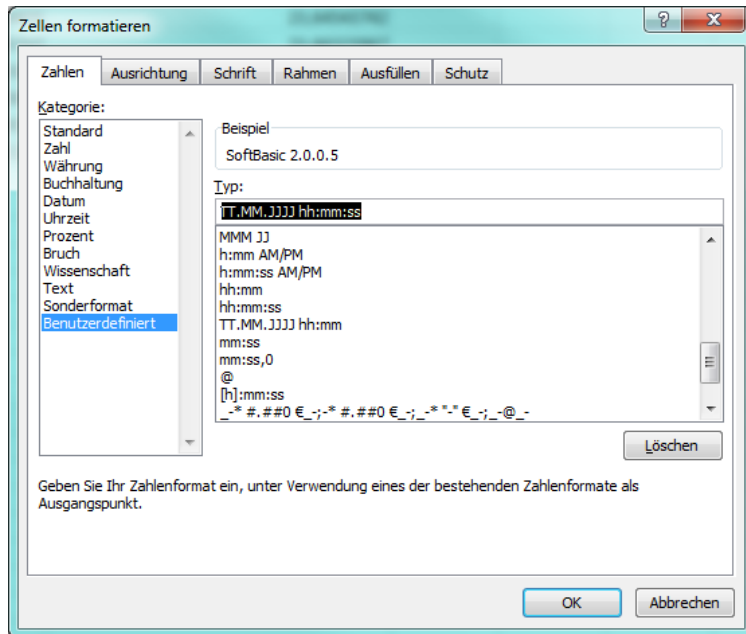 Zellen formatieren
Zahlen Ausrichtung Schrift Rahmen Ausfüllen Schutz
Kategorie:
Standard
Zahl
Währung
Buchhaltung
Datum
Uhrzeit
Prozent
Bruch
Wissenschaft
Text
Sonderformat
Benutzerdefiniert
Beispiel
SoftBasic 2.0.0.5
Typ:
TT.MM.JJJJ hh:mm:ss
MMM JJ
h:mm AM/PM
h:mm:ss AM/PM
hh:mm
hh:mm:ss
TT.MM.JJJJ hh:mm
mm:ss
mm:ss,0
@
[h]:mm:ss
_-* #.##0 €_-;-* #.##0 €_-;_-* "-" €_-;_-@_-
Löschen
Geben Sie Ihr Zahlenformat ein, unter Verwendung eines der bestehenden Zahlenformate als
Ausgangspunkt.
OK Abbrechen